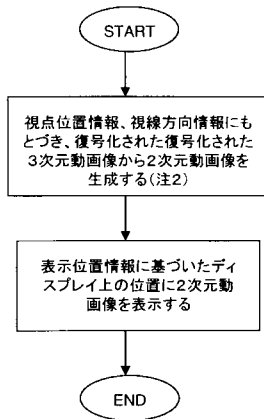 START
視点位置情報、視線方向情報にも
とづき、復号化された復号化された
3次元動画像から2次元動画像を
生成する(注2)
表示位置情報に基づいたディ
スプレイ上の位置に2次元動
画像を表示する
END